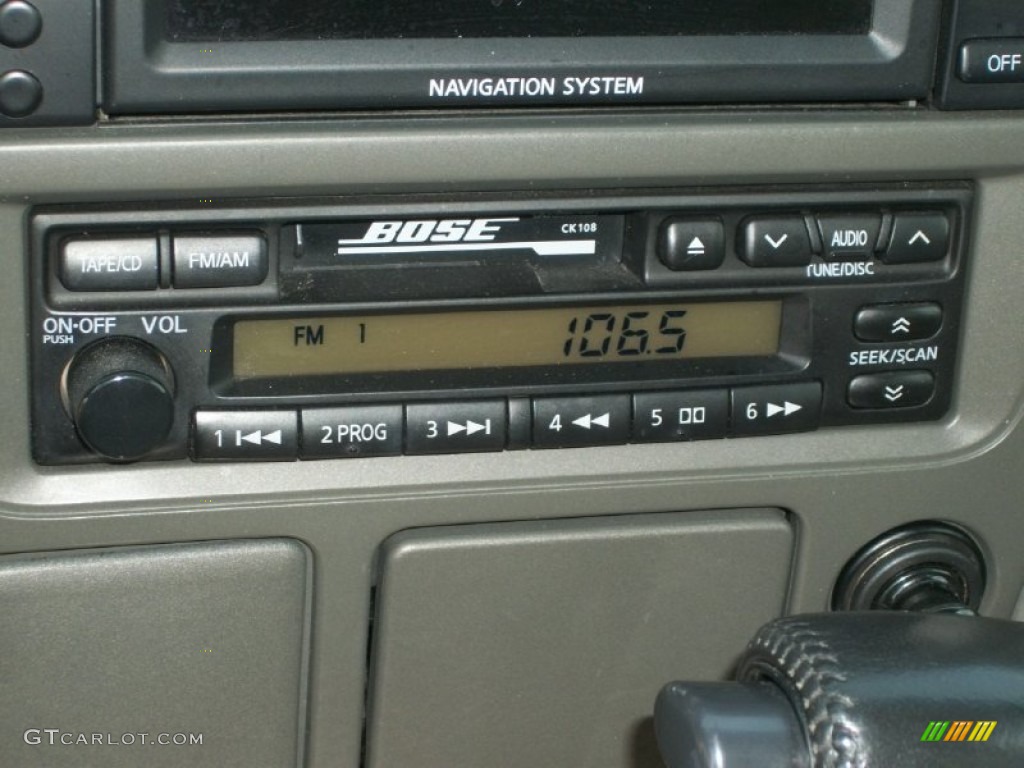 NAVIGATION SYSTEM
OFF
BOSE
CK108
TAPE/CD
FM/AM
AUDIO
TUNE/DISC
ON•OFF
PUSH
VOL
FM 1 106.5
SEEK/SCAN
1
2 PROG
3
4
5
6
GTCARLOT.COM